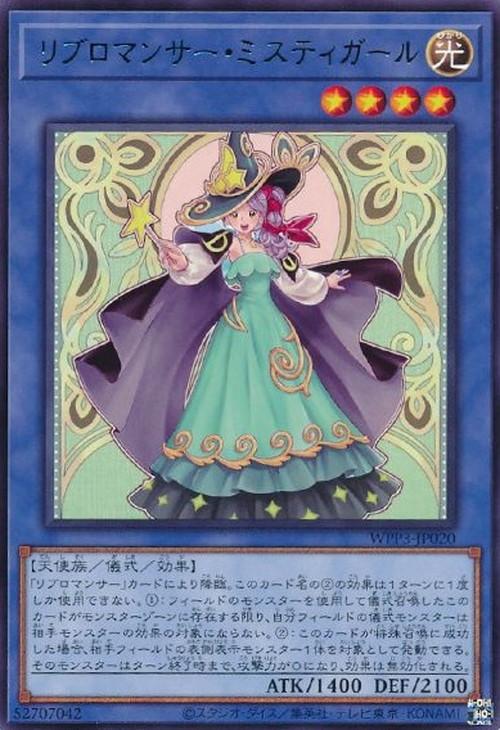 リブロマンサー・ミスティガール
光
WPP3-JP020
【天使族／儀式／効果】
「リブロマンサー」カードにより降臨。このカード名の②の効果は1ターンに1度
しか使用できない。①：フィールドのモンスターを使用して儀式召喚したこの
カードがモンスターゾーンに存在する限り、自分フィールドの儀式モンスターは
相手モンスターの効果の対象にならない。②：このカードが特殊召喚に成功
した場合、相手フィールドの表側表示モンスター1体を対象として発動できる。
そのモンスターはターン終了時まで、攻撃力が0になり、効果は無効化される。
ATK/1400 DEF/2100
52707042
©スタジオ・ダイス／集英社・テレビ東京・KONAMI